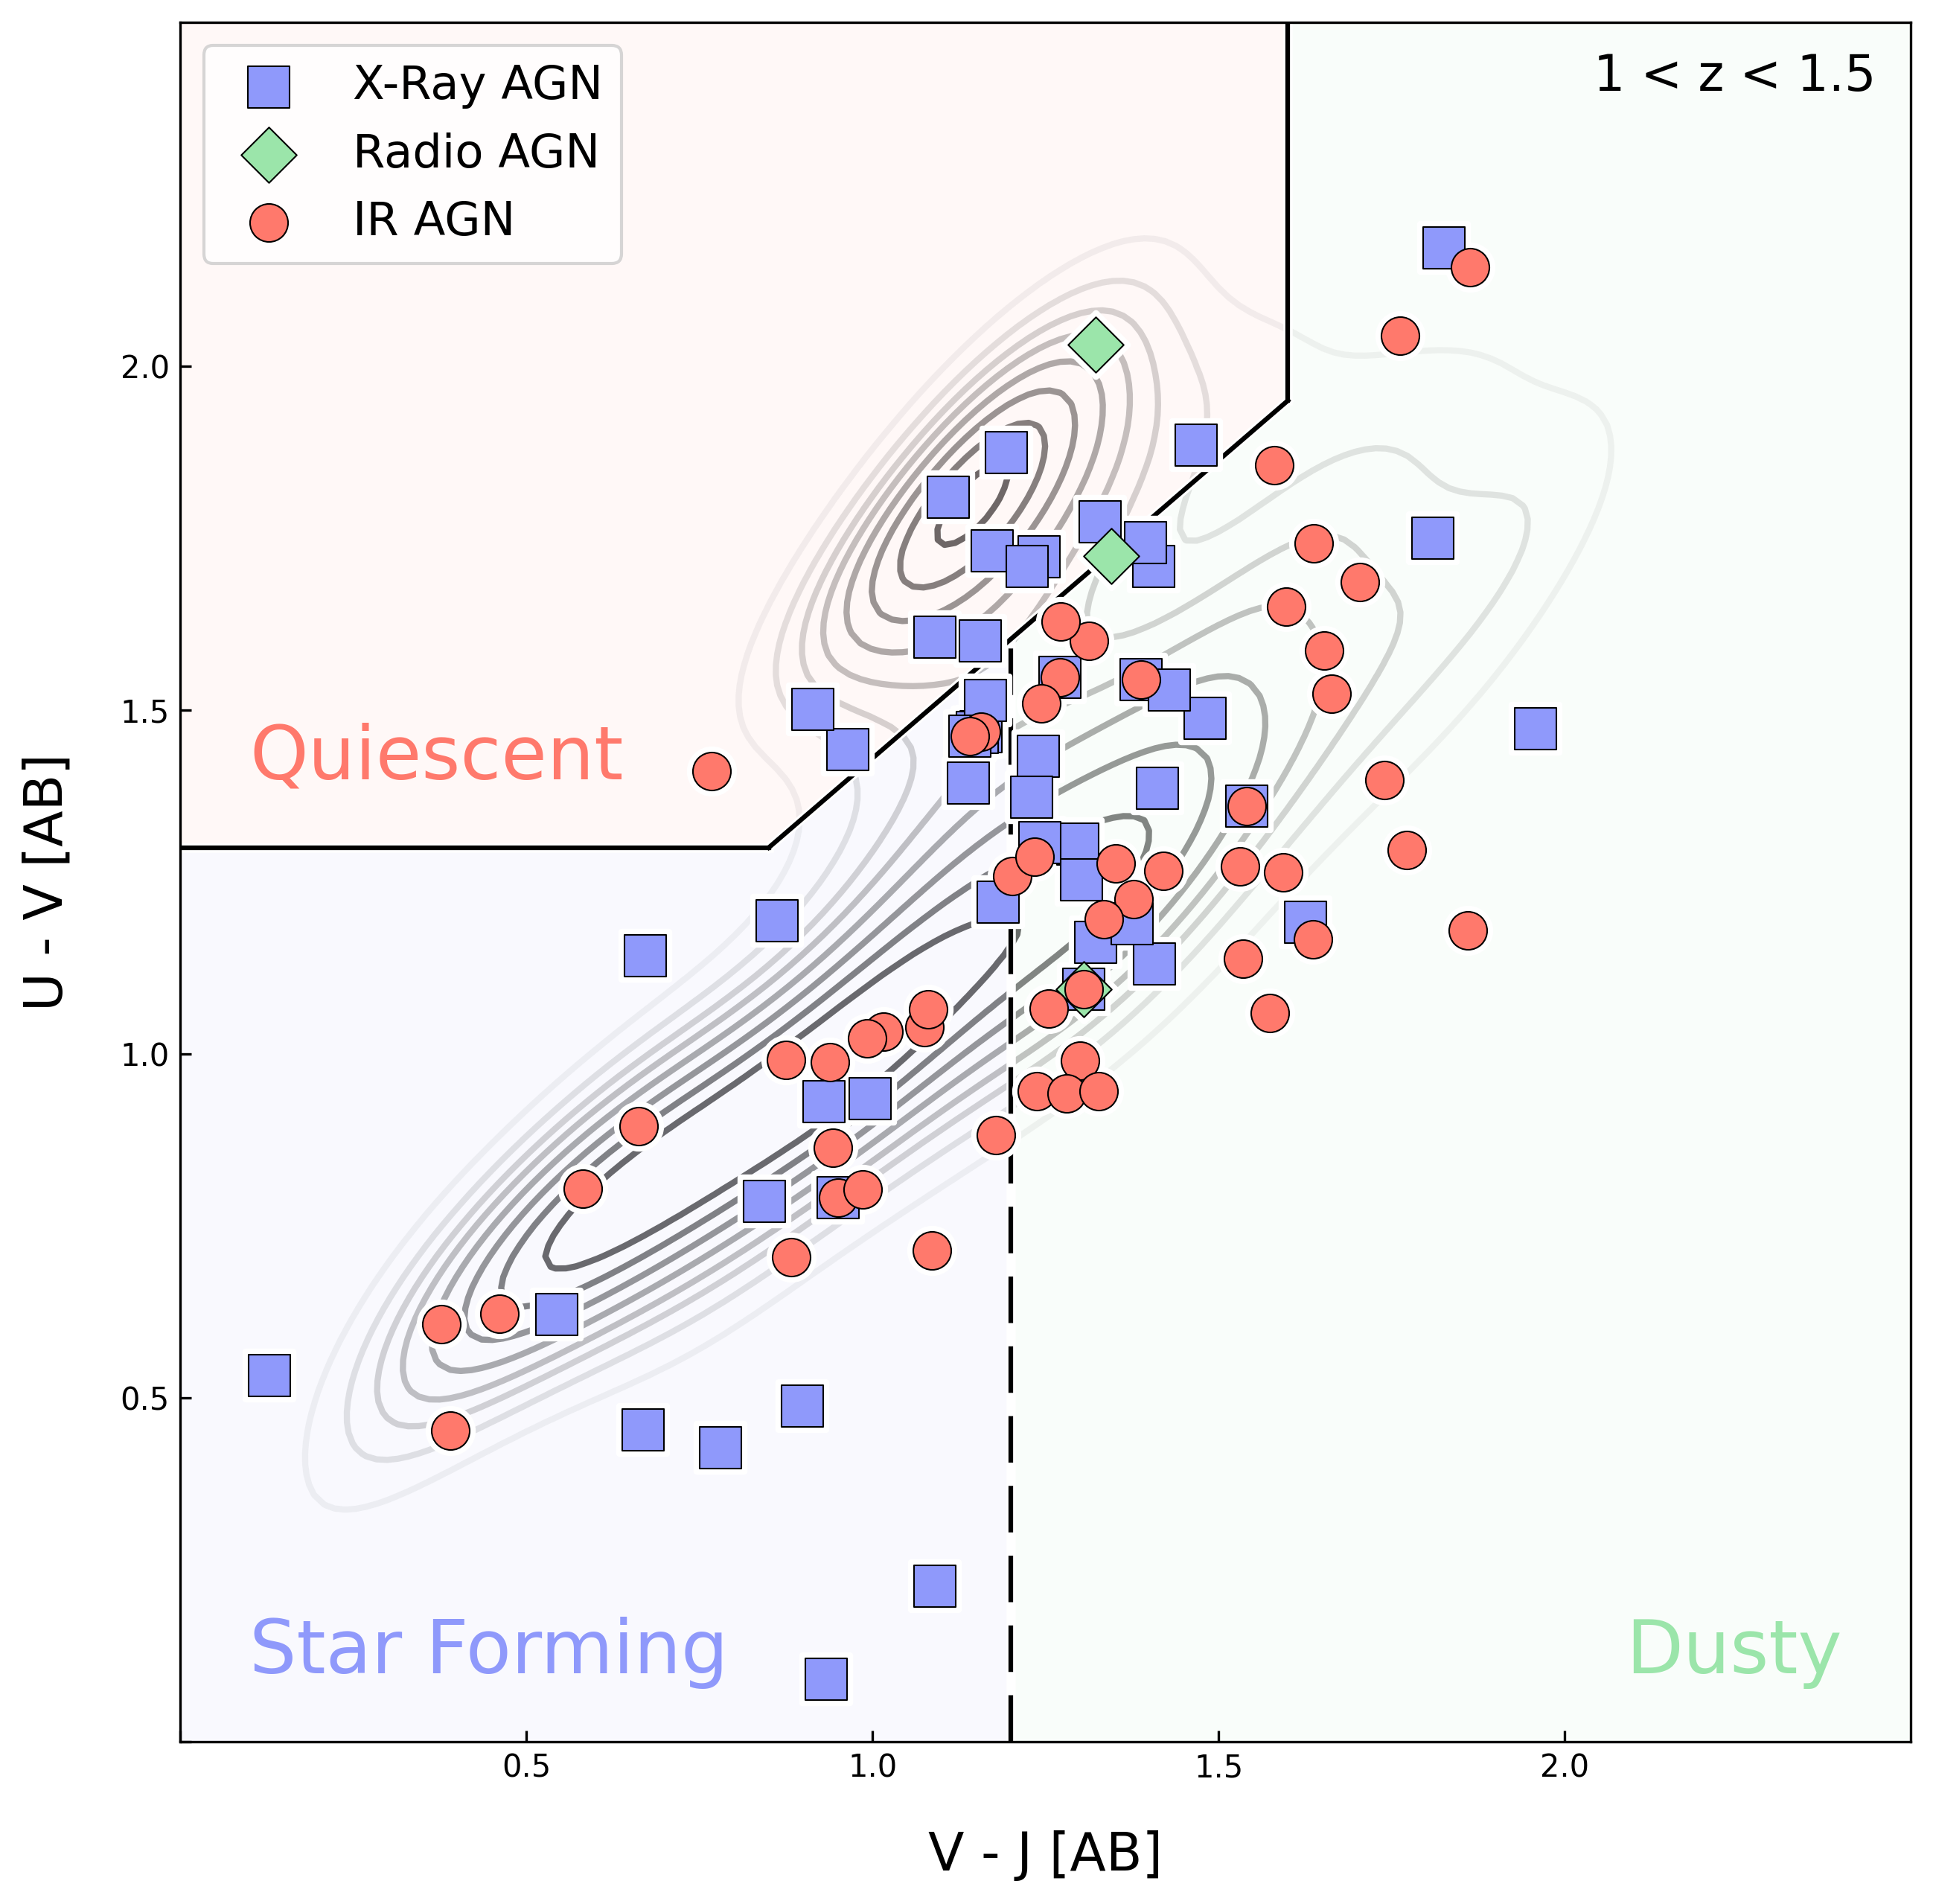 1 < z < 1.5
X-Ray AGN
Radio AGN
IR AGN
Quiescent
Star Forming
Dusty
U - V [AB]
2.0
1.5
1.0
0.5
0.5
1.0
1.5
2.0
V - J [AB]